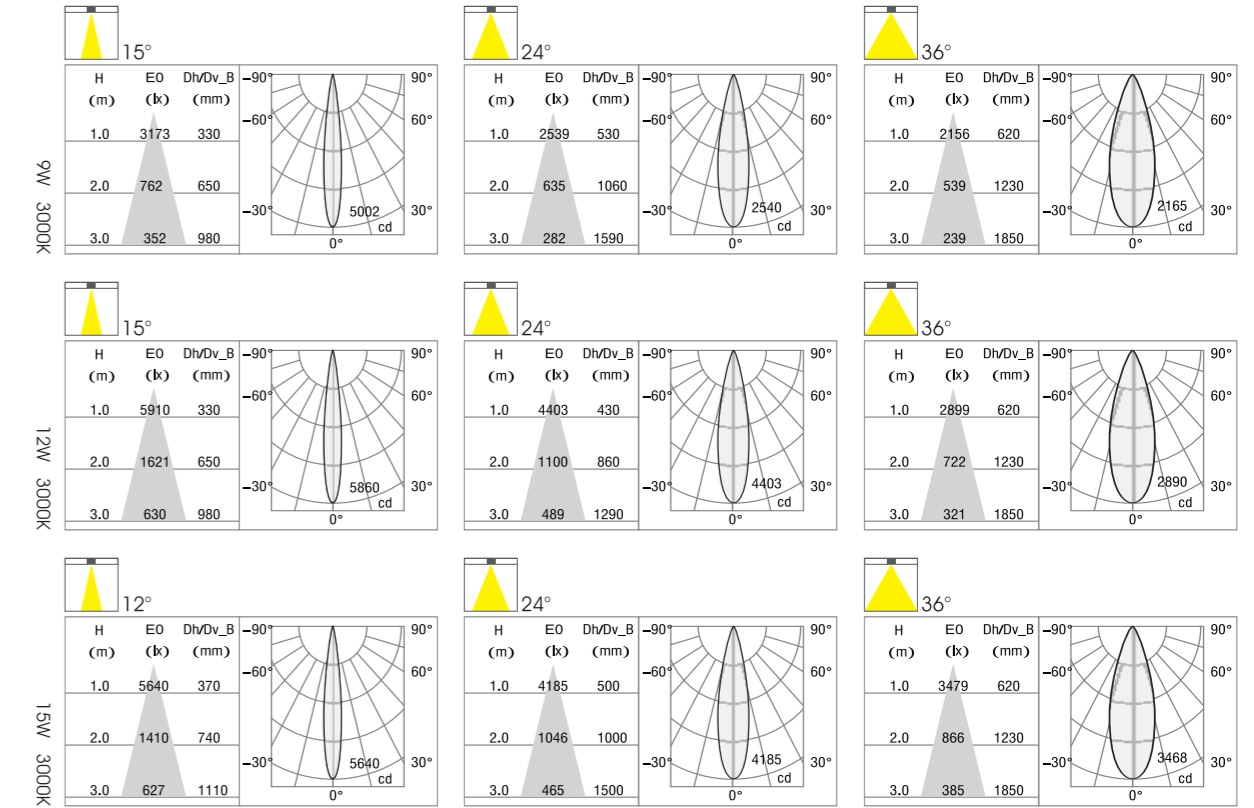 15° 24° 36°
9W 3000K
H E0 Dh/Dv_B
(m) (lx) (mm)
1.0 3173 330
2.0 762 650
3.0 352 980
-90° 90°
-60° 60°
-30° 30°
5002
cd
0°
H E0 Dh/Dv_B
(m) (lx) (mm)
1.0 2539 530
2.0 635 1060
3.0 282 1590
-90° 90°
-60° 60°
-30° 30°
2540
cd
0°
H E0 Dh/Dv_B
(m) (lx) (mm)
1.0 2156 620
2.0 539 1230
3.0 239 1850
-90° 90°
-60° 60°
-30° 30°
2165
cd
0°
15° 24° 36°
12W 3000K
H E0 Dh/Dv_B
(m) (lx) (mm)
1.0 5910 330
2.0 1621 650
3.0 630 980
-90° 90°
-60° 60°
-30° 30°
5860
cd
0°
H E0 Dh/Dv_B
(m) (lx) (mm)
1.0 4403 430
2.0 1100 860
3.0 489 1290
-90° 90°
-60° 60°
-30° 30°
4403
cd
0°
H E0 Dh/Dv_B
(m) (lx) (mm)
1.0 2899 620
2.0 722 1230
3.0 321 1850
-90° 90°
-60° 60°
-30° 30°
2890
cd
0°
12° 24° 36°
15W 3000K
H E0 Dh/Dv_B
(m) (lx) (mm)
1.0 5640 370
2.0 1410 740
3.0 627 1110
-90° 90°
-60° 60°
-30° 30°
5640
cd
0°
H E0 Dh/Dv_B
(m) (lx) (mm)
1.0 4185 500
2.0 1046 1000
3.0 465 1500
-90° 90°
-60° 60°
-30° 30°
4185
cd
0°
H E0 Dh/Dv_B
(m) (lx) (mm)
1.0 3479 620
2.0 866 1230
3.0 385 1850
-90° 90°
-60° 60°
-30° 30°
3468
cd
0°